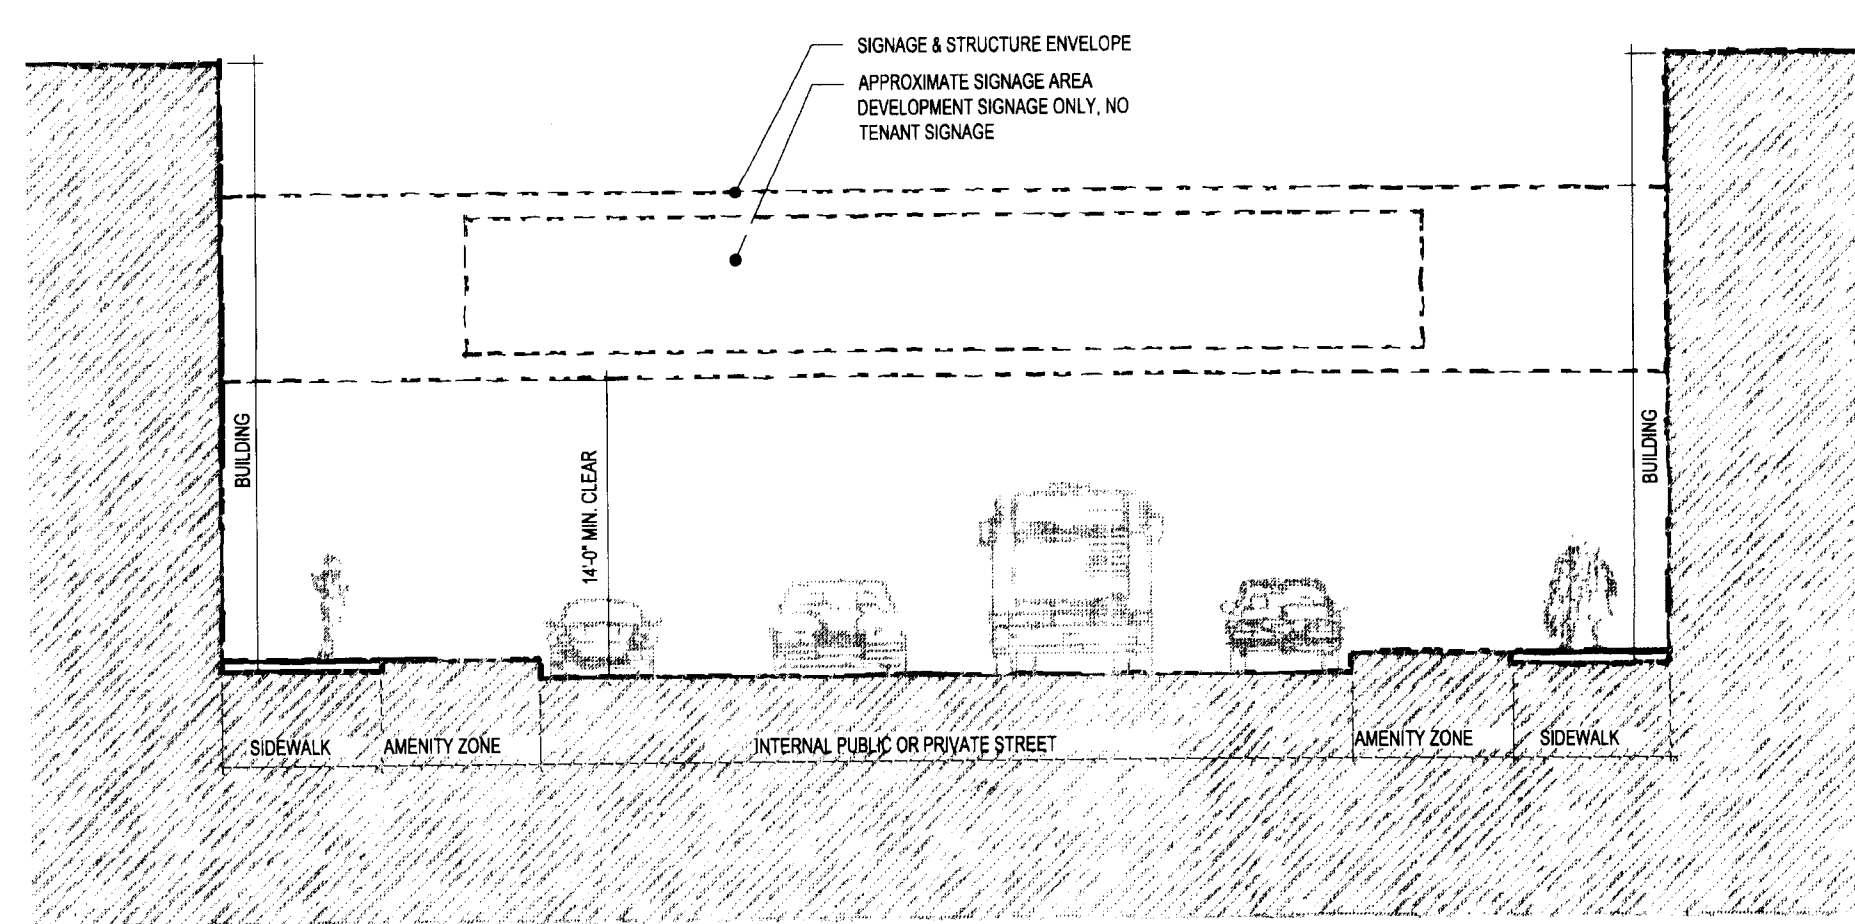 SIGNAGE & STRUCTURE ENVELOPE
APPROXIMATE SIGNAGE AREA
DEVELOPMENT SIGNAGE ONLY, NO
TENANT SIGNAGE
BUILDING
14'-0" MIN. CLEAR
BUILDING
SIDEWALK
AMENITY ZONE
INTERNAL PUBLIC OR PRIVATE STREET
AMENITY ZONE
SIDEWALK